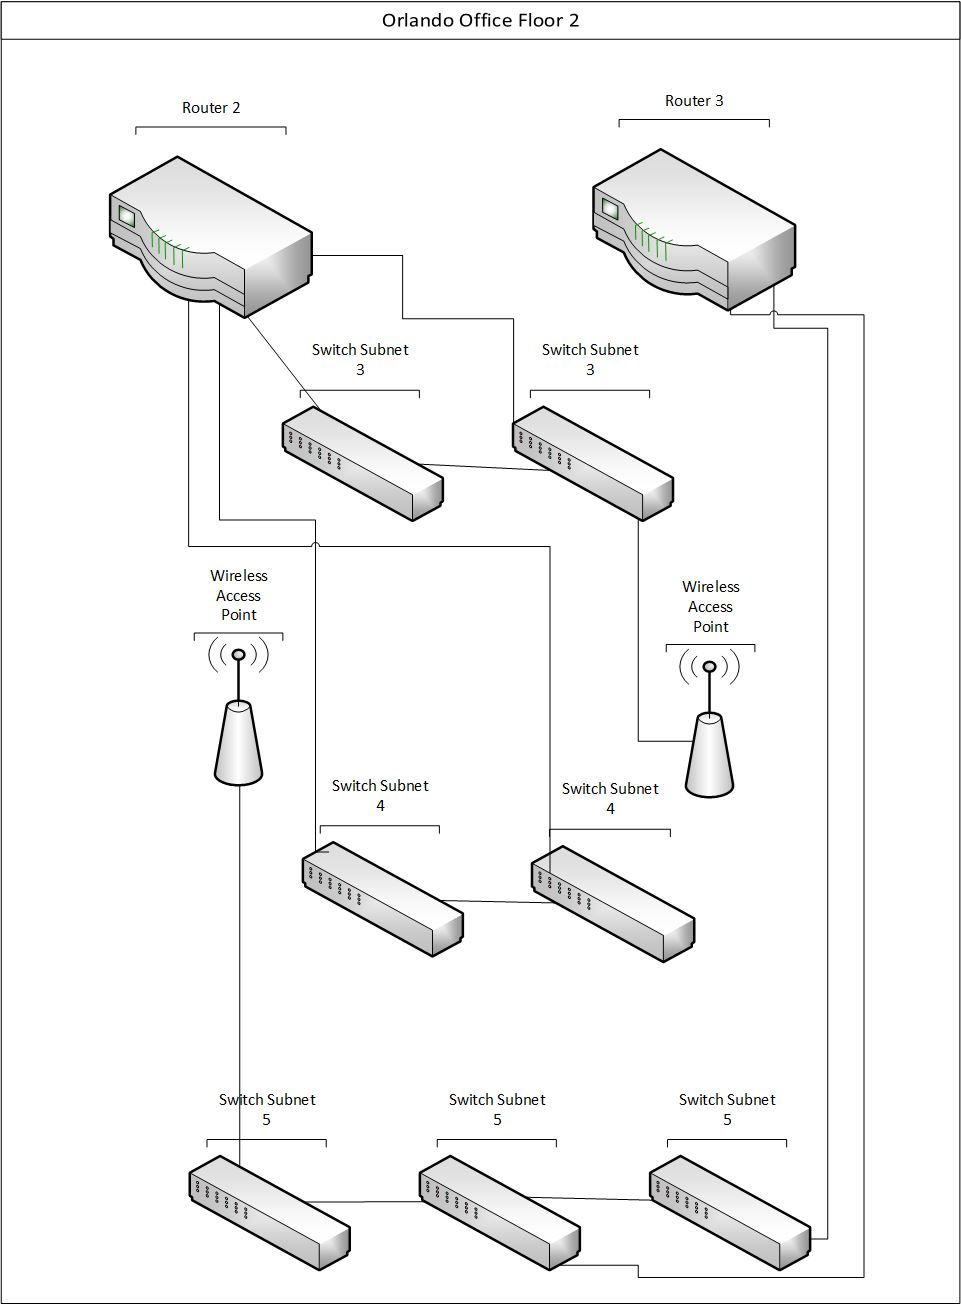 Orlando Office Floor 2
Router 2
Router 3
Switch Subnet
3
Switch Subnet
3
Wireless
Access
Point
Wireless
Access
Point
Switch Subnet
4
Switch Subnet
4
Switch Subnet
5
Switch Subnet
5
Switch Subnet
5